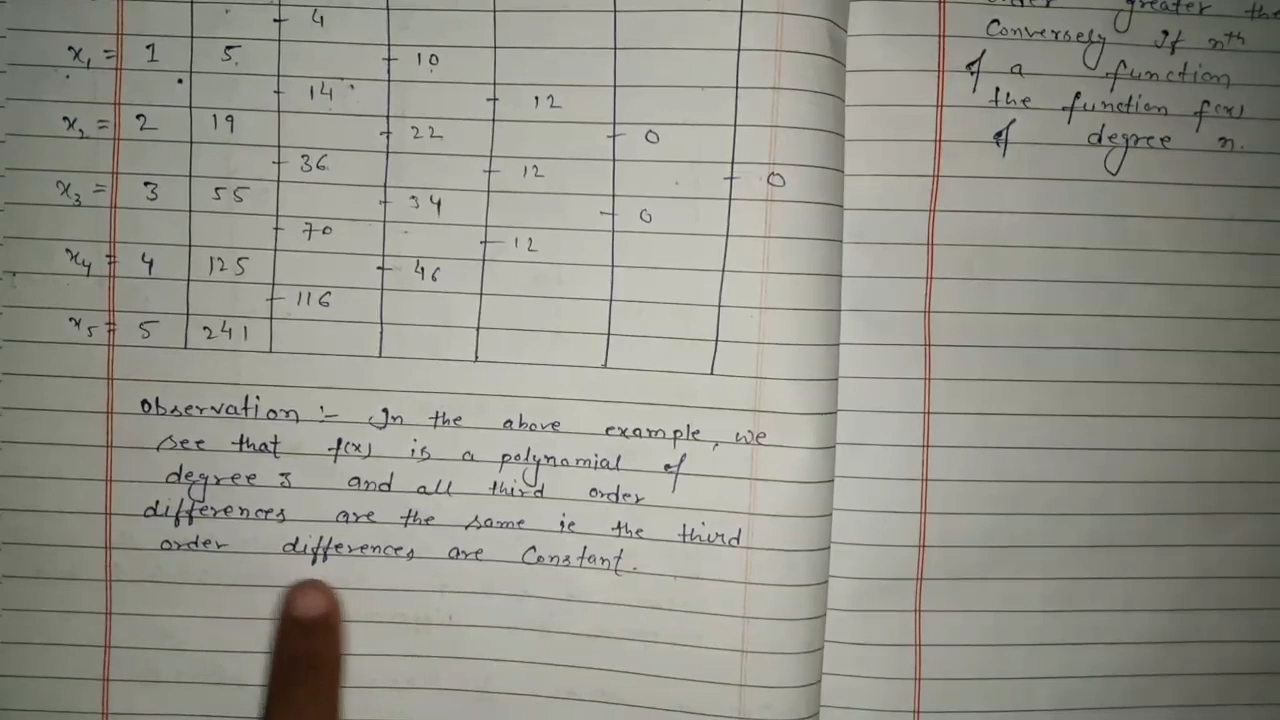 4
x₁ = 1 5 10
14 12
x₂ = 2 19 22 0
36 12 0
x₃ = 3 55 34 0
70 12
x₄ = 4 125 46
116
x₅ = 5 241
Observation :- In the above example, we
see that f(x) is a polynomial of
degree 3 and all third order
differences are the same ie the third
order differences are Constant.
greater the
Conversely If nth
of a function
the function f(x)
of degree n.